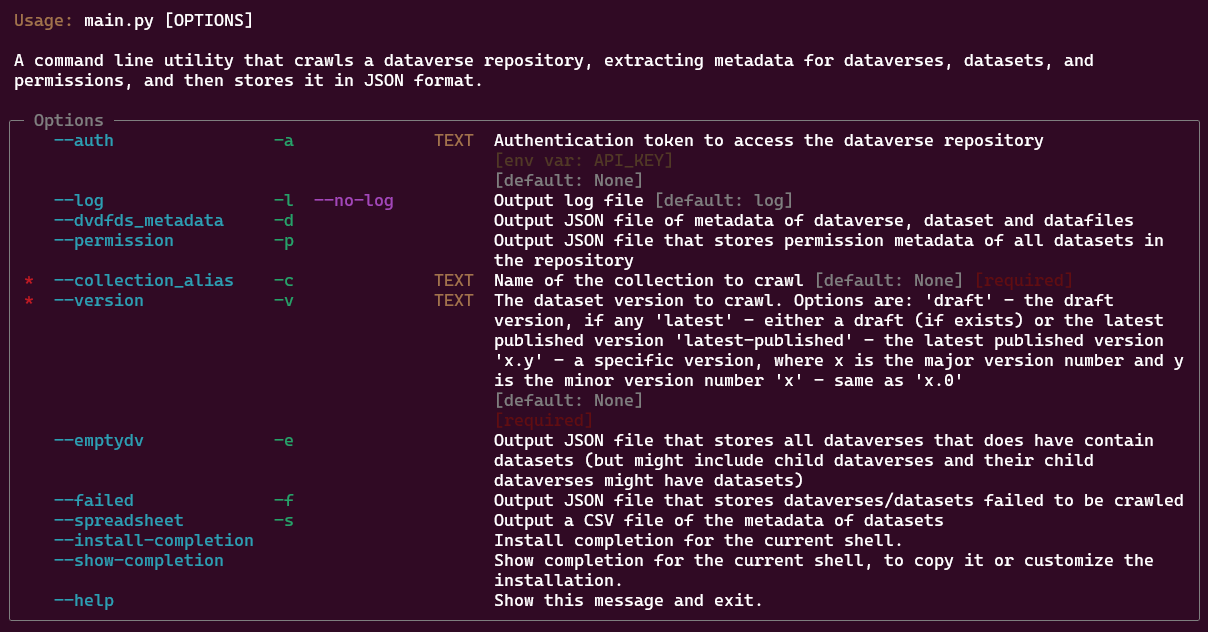 Usage: main.py [OPTIONS]
A command line utility that crawls a dataverse repository, extracting metadata for dataverses, datasets, and
permissions, and then stores it in JSON format.
Options
--auth -a TEXT Authentication token to access the dataverse repository
[env var: API_KEY]
[default: None]
--log -l --no-log Output log file [default: log]
--dvdfds_metadata -d Output JSON file of metadata of dataverse, dataset and datafiles
--permission -p Output JSON file that stores permission metadata of all datasets in
the repository
* --collection_alias -c TEXT Name of the collection to crawl [default: None] [required]
* --version -v TEXT The dataset version to crawl. Options are: 'draft' - the draft
version, if any 'latest' - either a draft (if exists) or the latest
published version 'latest-published' - the latest published version
'x.y' - a specific version, where x is the major version number and y
is the minor version number 'x' - same as 'x.0'
[default: None]
[required]
--emptydv -e Output JSON file that stores all dataverses that does have contain
datasets (but might include child dataverses and their child
dataverses might have datasets)
--failed -f Output JSON file that stores dataverses/datasets failed to be crawled
--spreadsheet -s Output a CSV file of the metadata of datasets
--install-completion Install completion for the current shell.
--show-completion Show completion for the current shell, to copy it or customize the
installation.
--help Show this message and exit.